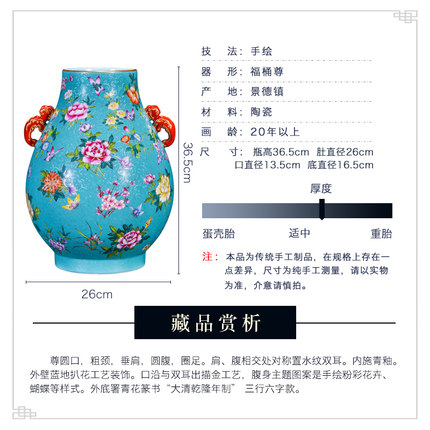 技　法：手绘
器　形：福桶尊
产　地：景德镇
材　料：陶瓷
画　龄：20年以上
尺　寸：瓶高36.5cm 肚直径26cm
口直径13.5cm 底直径16.5cm
36.5cm
26cm
厚度
蛋壳胎 适中 重胎
注：本品为传统手工制品，在规格上存在一
点差异，尺寸为纯手工测量，请以实物
为准，介意请慎拍。
藏品赏析
尊圆口，粗颈，垂肩，圆腹，圈足。肩、腹相交处对称置水纹双耳。内施青釉。
外壁蓝地扒花工艺装饰。口沿与双耳出描金工艺，腹身主题图案是手绘粉彩花卉、
蝴蝶等样式。外底署青花篆书“大清乾隆年制” 三行六字款。